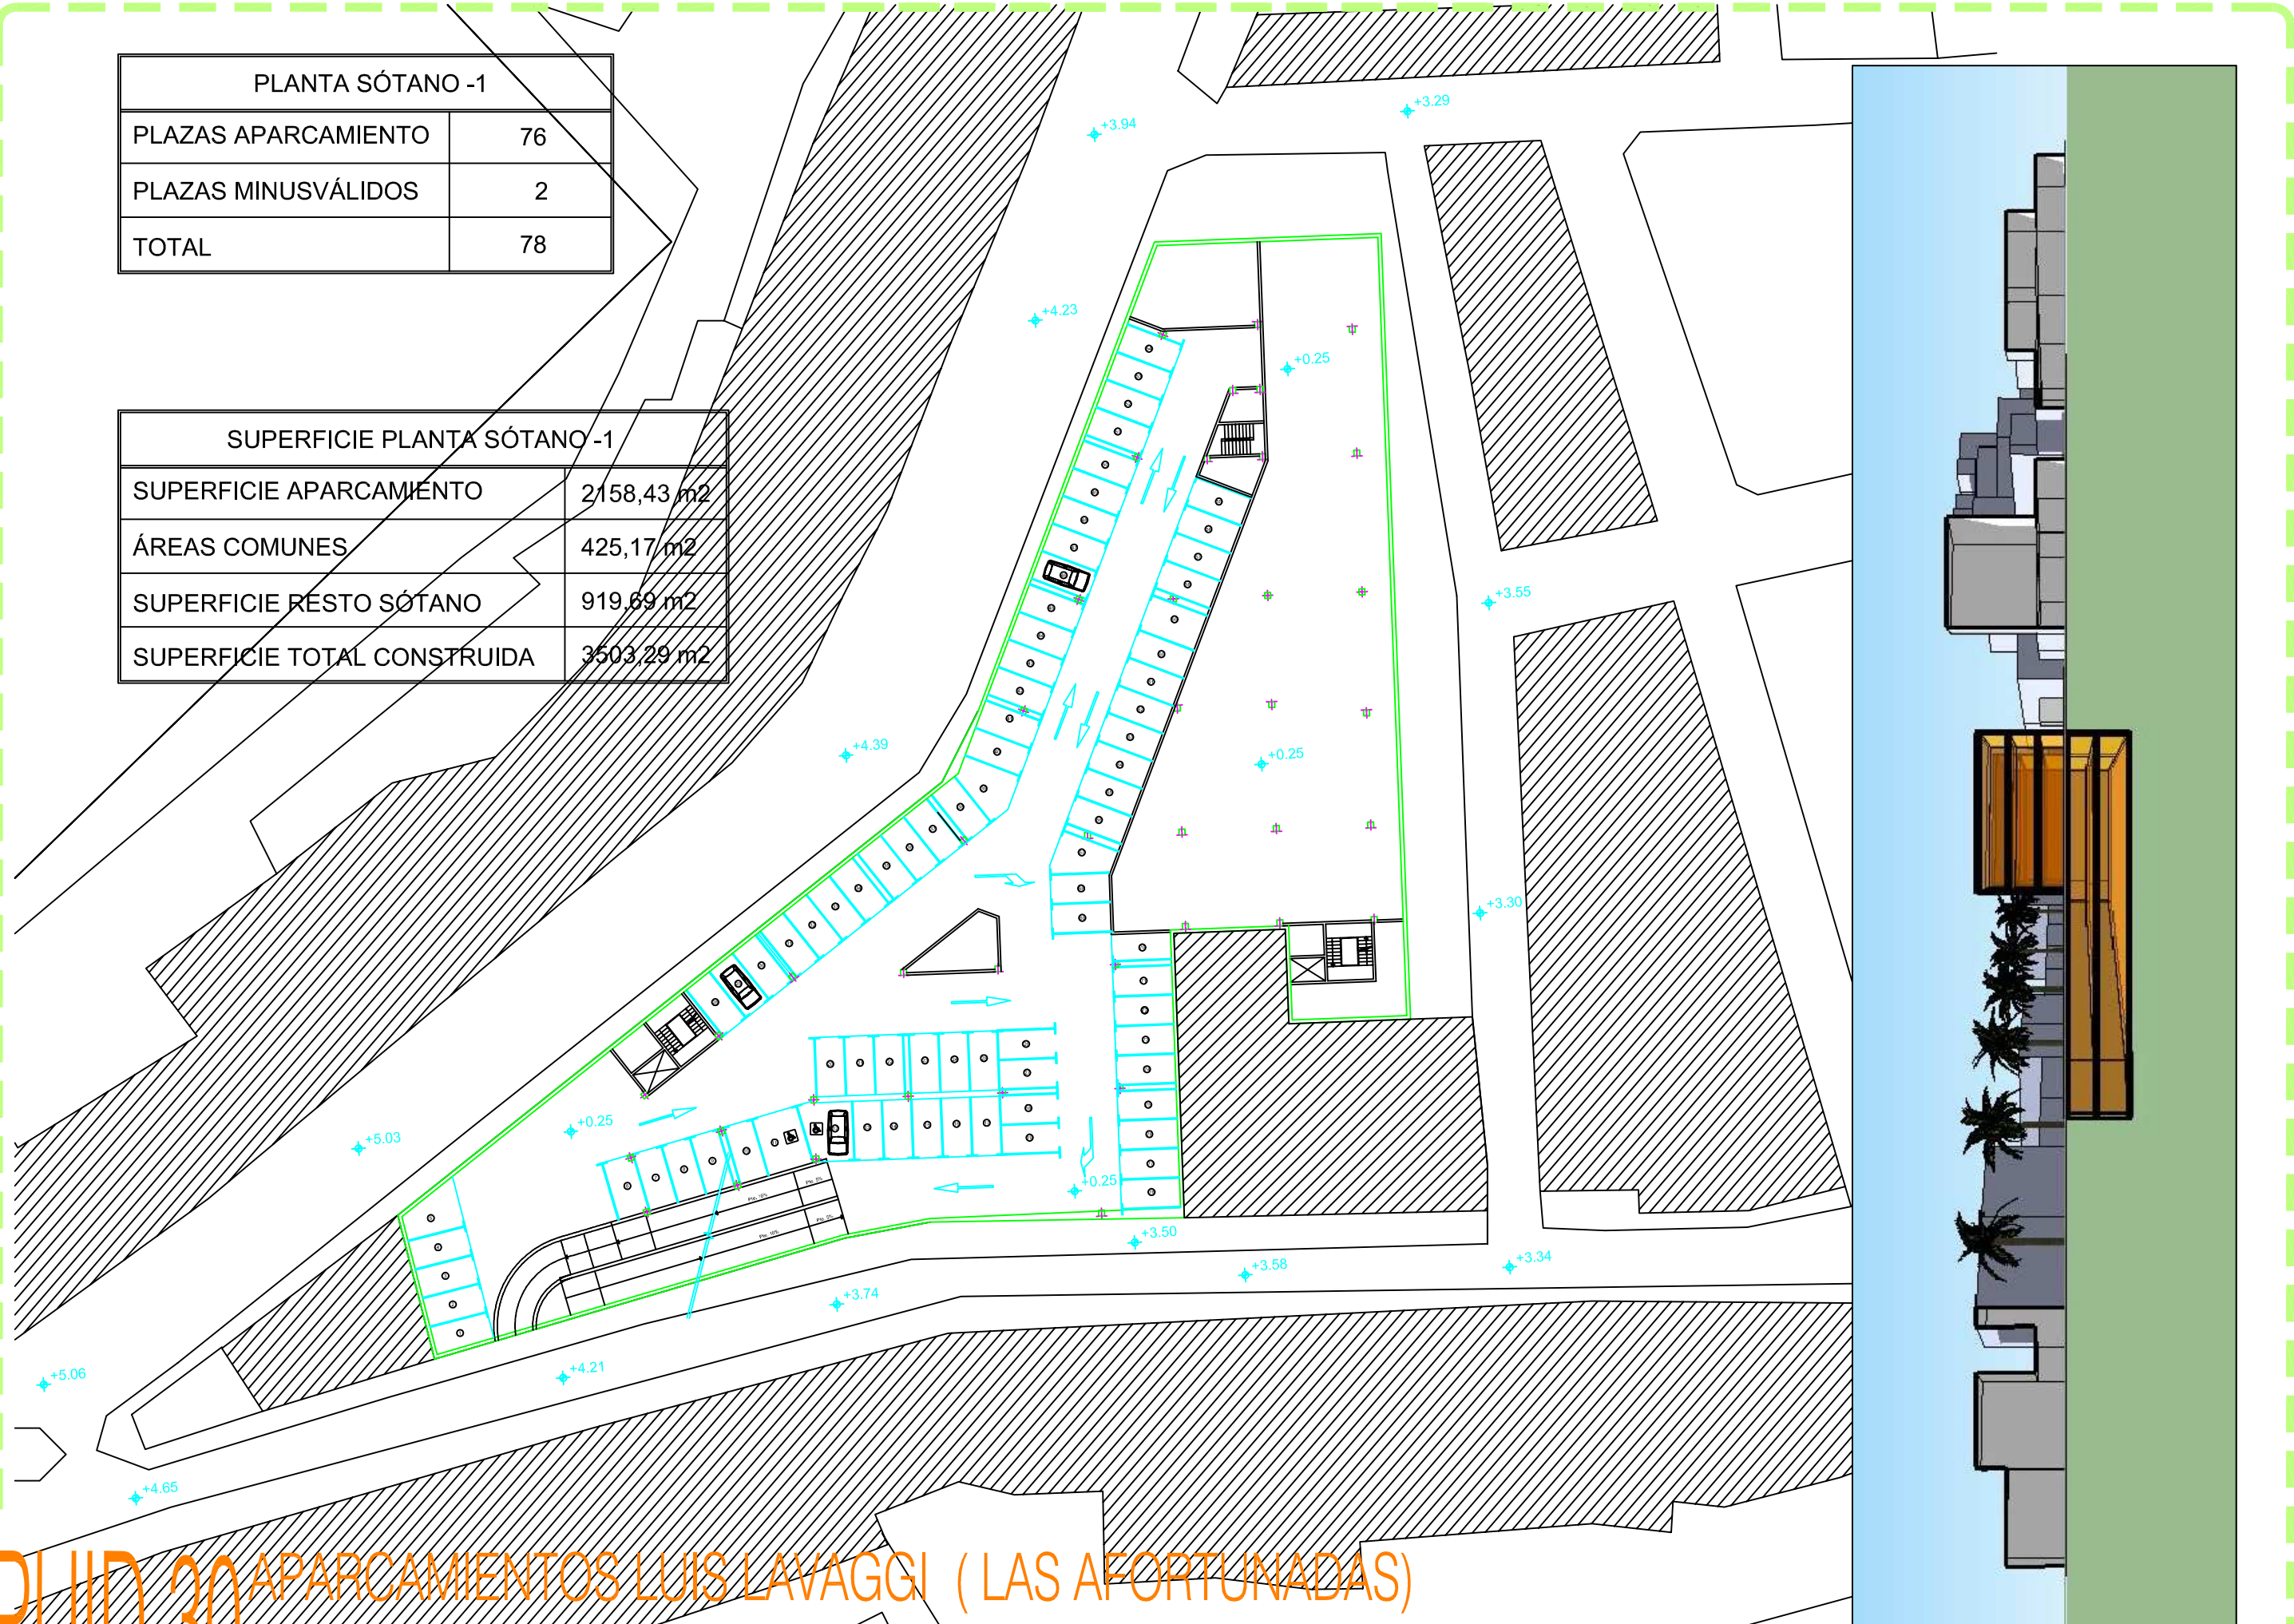 PLANTA SÓTANO -1
PLAZAS APARCAMIENTO 76
PLAZAS MINUSVÁLIDOS 2
TOTAL 78
SUPERFICIE PLANTA SÓTANO -1
SUPERFICIE APARCAMIENTO 2158,43 m2
ÁREAS COMUNES 425,17 m2
SUPERFICIE RESTO SÓTANO 919,69 m2
SUPERFICIE TOTAL CONSTRUIDA 3503,29 m2
+3.29
+3.94
+4.23
+0.25
+3.55
+4.39
+0.25
+3.30
+0.25
+5.03
+0.25
+3.50
+3.58
+3.34
+3.74
+5.06
+4.21
+4.65
APARCAMIENTOS LUIS LAVAGGI ( LAS AFORTUNADAS)